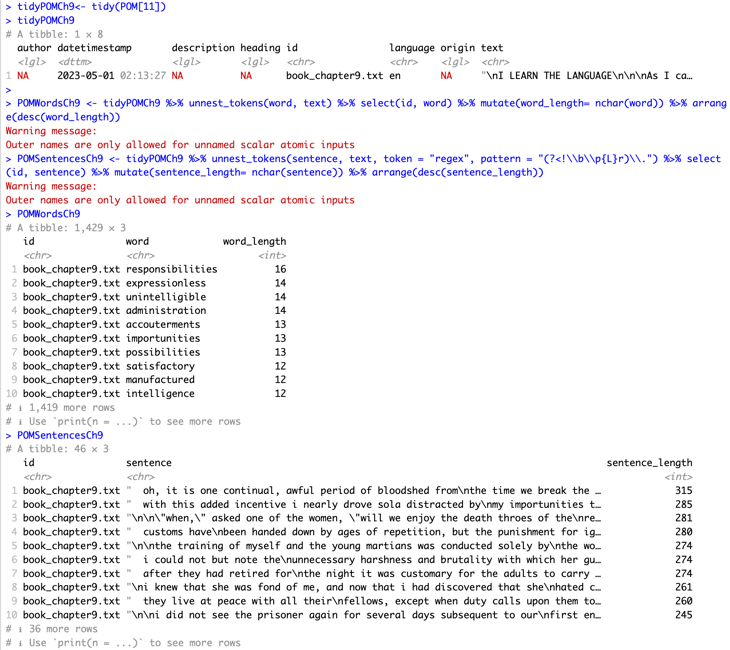 > tidyPOMCh9<- tidy(POM[11])
> tidyPOMCh9
# A tibble: 1 × 8
author datetimestamp description heading id language origin text
<lgl> <dttm> <lgl> <lgl> <chr> <chr> <lgl> <chr>
1 NA 2023-05-01 02:13:27 NA NA book_chapter9.txt en NA "\nI LEARN THE LANGUAGE\n\n\nAs I ca…
>
> POMWordsCh9 <- tidyPOMCh9 %>% unnest_tokens(word, text) %>% select(id, word) %>% mutate(word_length= nchar(word)) %>% arrang
e(desc(word_length))
Warning message:
Outer names are only allowed for unnamed scalar atomic inputs
> POMSentencesCh9 <- tidyPOMCh9 %>% unnest_tokens(sentence, text, token = "regex", pattern = "(?<!\\b\\p{L}r)\\.") %>% select
(id, sentence) %>% mutate(sentence_length= nchar(sentence)) %>% arrange(desc(sentence_length))
Warning message:
Outer names are only allowed for unnamed scalar atomic inputs
> POMWordsCh9
# A tibble: 1,429 × 3
id word word_length
<chr> <chr> <int>
1 book_chapter9.txt responsibilities 16
2 book_chapter9.txt expressionless 14
3 book_chapter9.txt unintelligible 14
4 book_chapter9.txt administration 14
5 book_chapter9.txt accouterments 13
6 book_chapter9.txt importunities 13
7 book_chapter9.txt possibilities 13
8 book_chapter9.txt satisfactory 12
9 book_chapter9.txt manufactured 12
10 book_chapter9.txt intelligence 12
# ℹ 1,419 more rows
# ℹ Use `print(n = ...)` to see more rows
> POMSentencesCh9
# A tibble: 46 × 3
id sentence sentence_length
<chr> <chr> <int>
1 book_chapter9.txt "  oh, it is one continual, awful period of bloodshed from\nthe time we break the … 315
2 book_chapter9.txt "  with this added incentive i nearly drove sola distracted by\nmy importunities t… 285
3 book_chapter9.txt "\n\n\"when,\" asked one of the women, \"will we enjoy the death throes of the\nre… 281
4 book_chapter9.txt "  customs have\nbeen handed down by ages of repetition, but the punishment for ig… 280
5 book_chapter9.txt "\n\nthe training of myself and the young martians was conducted solely by\nthe wo… 274
6 book_chapter9.txt "  i could not but note the\nunnecessary harshness and brutality with which her gu… 274
7 book_chapter9.txt "  after they had retired for\nthe night it was customary for the adults to carry … 274
8 book_chapter9.txt "\ni knew that she was fond of me, and now that i had discovered that she\nhated c… 261
9 book_chapter9.txt "  they live at peace with all their\nfellows, except when duty calls upon them to… 260
10 book_chapter9.txt "\n\ni did not see the prisoner again for several days subsequent to our\nfirst en… 245
# ℹ 36 more rows
# ℹ Use `print(n = ...)` to see more rows